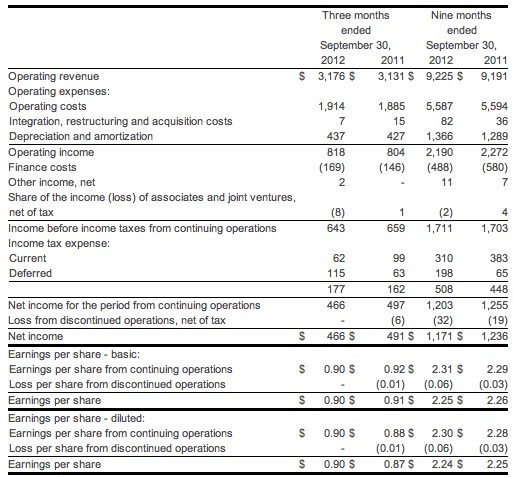 Three months Nine months
ended ended
September 30, September 30,
2012 2011 2012 2011
Operating revenue $ 3,176 $ 3,131 $ 9,225 $ 9,191
Operating expenses:
Operating costs 1,914 1,885 5,587 5,594
Integration, restructuring and acquisition costs 7 15 82 36
Depreciation and amortization 437 427 1,366 1,289
Operating income 818 804 2,190 2,272
Finance costs (169) (146) (488) (580)
Other income, net 2 - 11 7
Share of the income (loss) of associates and joint ventures,
net of tax (8) 1 (2) 4
Income before income taxes from continuing operations 643 659 1,711 1,703
Income tax expense:
Current 62 99 310 383
Deferred 115 63 198 65
177 162 508 448
Net income for the period from continuing operations 466 497 1,203 1,255
Loss from discontinued operations, net of tax - (6) (32) (19)
Net income $ 466 $ 491 $ 1,171 $ 1,236
Earnings per share - basic:
Earnings per share from continuing operations $ 0.90 $ 0.92 $ 2.31 $ 2.29
Loss per share from discontinued operations - (0.01) (0.06) (0.03)
Earnings per share $ 0.90 $ 0.91 $ 2.25 $ 2.26
Earnings per share - diluted:
Earnings per share from continuing operations $ 0.90 $ 0.88 $ 2.30 $ 2.28
Loss per share from discontinued operations - (0.01) (0.06) (0.03)
Earnings per share $ 0.90 $ 0.87 $ 2.24 $ 2.25